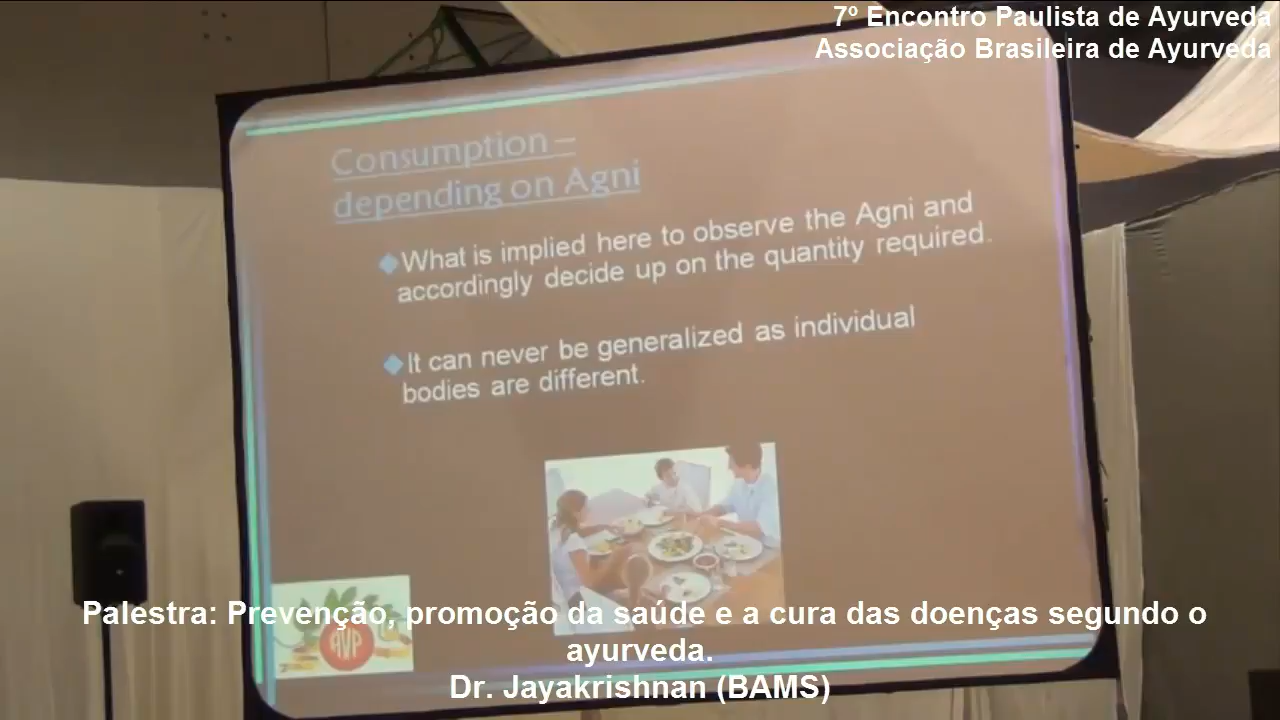 7º Encontro Paulista de Ayurveda
Associação Brasileira de Ayurveda
Consumption –
depending on Agni
What is implied here to observe the Agni and
accordingly decide up on the quantity required.
It can never be generalized as individual
bodies are different.
AVP
Palestra: Prevenção, promoção da saúde e a cura das doenças segundo o
ayurveda.
Dr. Jayakrishnan (BAMS)